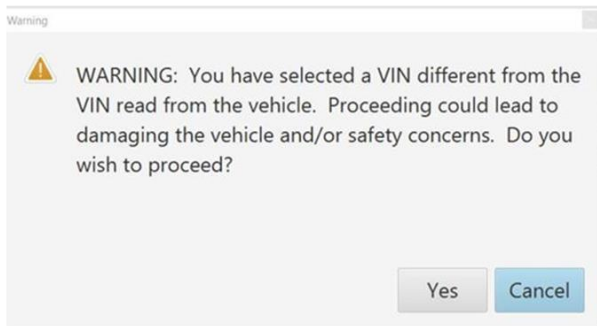 Warning
WARNING: You have selected a VIN different from the
VIN read from the vehicle. Proceeding could lead to
damaging the vehicle and/or safety concerns. Do you
wish to proceed?
Yes Cancel